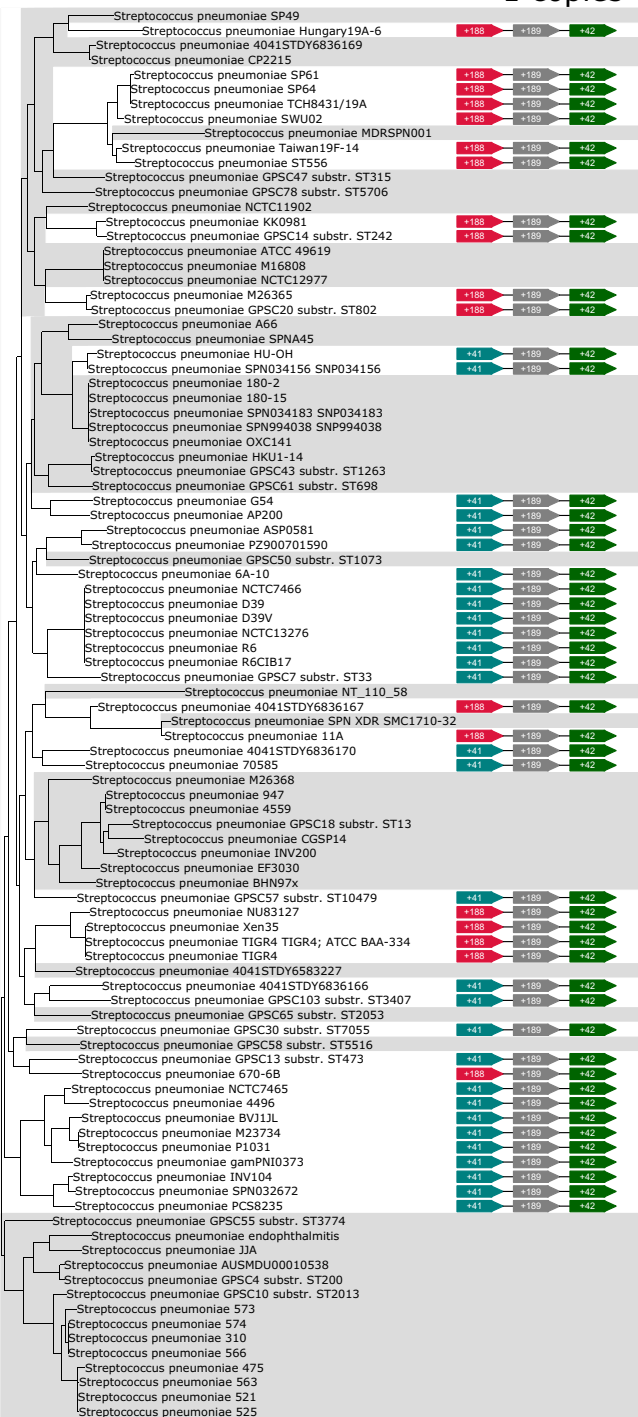 Streptococcus pneumoniae SP49
Streptococcus pneumoniae Hungary19A-6 +188 +189 +42
Streptococcus pneumoniae 4041STDY6836169
Streptococcus pneumoniae CP2215
Streptococcus pneumoniae SP61 +188 +189 +42
Streptococcus pneumoniae SP64 +188 +189 +42
Streptococcus pneumoniae TCH8431/19A +188 +189 +42
Streptococcus pneumoniae SWU02 +188 +189 +42
Streptococcus pneumoniae MDRSPN001
Streptococcus pneumoniae Taiwan19F-14 +188 +189 +42
Streptococcus pneumoniae ST556 +188 +189 +42
Streptococcus pneumoniae GPSC47 substr. ST315
Streptococcus pneumoniae GPSC78 substr. ST5706
Streptococcus pneumoniae NCTC11902
Streptococcus pneumoniae KK0981 +188 +189 +42
Streptococcus pneumoniae GPSC14 substr. ST242 +188 +189 +42
Streptococcus pneumoniae ATCC 49619
Streptococcus pneumoniae M16808
Streptococcus pneumoniae NCTC12977
Streptococcus pneumoniae M26365 +188 +189 +42
Streptococcus pneumoniae GPSC20 substr. ST802 +188 +189 +42
Streptococcus pneumoniae A66
Streptococcus pneumoniae SPNA45
Streptococcus pneumoniae HU-OH +41 +189 +42
Streptococcus pneumoniae SPN034156 SNP034156 +41 +189 +42
Streptococcus pneumoniae 180-2
Streptococcus pneumoniae 180-15
Streptococcus pneumoniae SPN034183 SNP034183
Streptococcus pneumoniae SPN994038 SNP994038
Streptococcus pneumoniae OXC141
Streptococcus pneumoniae HKU1-14
Streptococcus pneumoniae GPSC43 substr. ST1263
Streptococcus pneumoniae GPSC61 substr. ST698
Streptococcus pneumoniae G54 +41 +189 +42
Streptococcus pneumoniae AP200 +41 +189 +42
Streptococcus pneumoniae ASP0581 +41 +189 +42
Streptococcus pneumoniae PZ900701590 +41 +189 +42
Streptococcus pneumoniae GPSC50 substr. ST1073
Streptococcus pneumoniae 6A-10 +41 +189 +42
Streptococcus pneumoniae NCTC7466 +41 +189 +42
Streptococcus pneumoniae D39 +41 +189 +42
Streptococcus pneumoniae D39V +41 +189 +42
Streptococcus pneumoniae NCTC13276 +41 +189 +42
Streptococcus pneumoniae R6 +41 +189 +42
Streptococcus pneumoniae R6CIB17 +41 +189 +42
Streptococcus pneumoniae GPSC7 substr. ST33 +41 +189 +42
Streptococcus pneumoniae NT_110_58
Streptococcus pneumoniae 4041STDY6836167 +188 +189 +42
Streptococcus pneumoniae SPN XDR SMC1710-32
Streptococcus pneumoniae 11A +188 +189 +42
Streptococcus pneumoniae 4041STDY6836170 +41 +189 +42
Streptococcus pneumoniae 70585 +41 +189 +42
Streptococcus pneumoniae M26368
Streptococcus pneumoniae 947
Streptococcus pneumoniae 4559
Streptococcus pneumoniae GPSC18 substr. ST13
Streptococcus pneumoniae CGSP14
Streptococcus pneumoniae INV200
Streptococcus pneumoniae EF3030
Streptococcus pneumoniae BHN97x
Streptococcus pneumoniae GPSC57 substr. ST10479 +41 +189 +42
Streptococcus pneumoniae NU83127 +188 +189 +42
Streptococcus pneumoniae Xen35 +188 +189 +42
Streptococcus pneumoniae TIGR4 TIGR4; ATCC BAA-334 +188 +189 +42
Streptococcus pneumoniae TIGR4 +188 +189 +42
Streptococcus pneumoniae 4041STDY6583227
Streptococcus pneumoniae 4041STDY6836166 +41 +189 +42
Streptococcus pneumoniae GPSC103 substr. ST3407 +41 +189 +42
Streptococcus pneumoniae GPSC65 substr. ST2053
Streptococcus pneumoniae GPSC30 substr. ST7055 +41 +189 +42
Streptococcus pneumoniae GPSC58 substr. ST5516
Streptococcus pneumoniae GPSC13 substr. ST473 +41 +189 +42
Streptococcus pneumoniae 670-6B +188 +189 +42
Streptococcus pneumoniae NCTC7465 +41 +189 +42
Streptococcus pneumoniae 4496 +41 +189 +42
Streptococcus pneumoniae BVJ1JL +41 +189 +42
Streptococcus pneumoniae M23734 +41 +189 +42
Streptococcus pneumoniae P1031 +41 +189 +42
Streptococcus pneumoniae gamPNI0373 +41 +189 +42
Streptococcus pneumoniae INV104 +41 +189 +42
Streptococcus pneumoniae SPN032672 +41 +189 +42
Streptococcus pneumoniae PCS8235 +41 +189 +42
Streptococcus pneumoniae GPSC55 substr. ST3774
Streptococcus pneumoniae endophthalmitis
Streptococcus pneumoniae JJA
Streptococcus pneumoniae AUSMDU00010538
Streptococcus pneumoniae GPSC4 substr. ST200
Streptococcus pneumoniae GPSC10 substr. ST2013
Streptococcus pneumoniae 573
Streptococcus pneumoniae 574
Streptococcus pneumoniae 310
Streptococcus pneumoniae 566
Streptococcus pneumoniae 475
Streptococcus pneumoniae 563
Streptococcus pneumoniae 521
Streptococcus pneumoniae 525